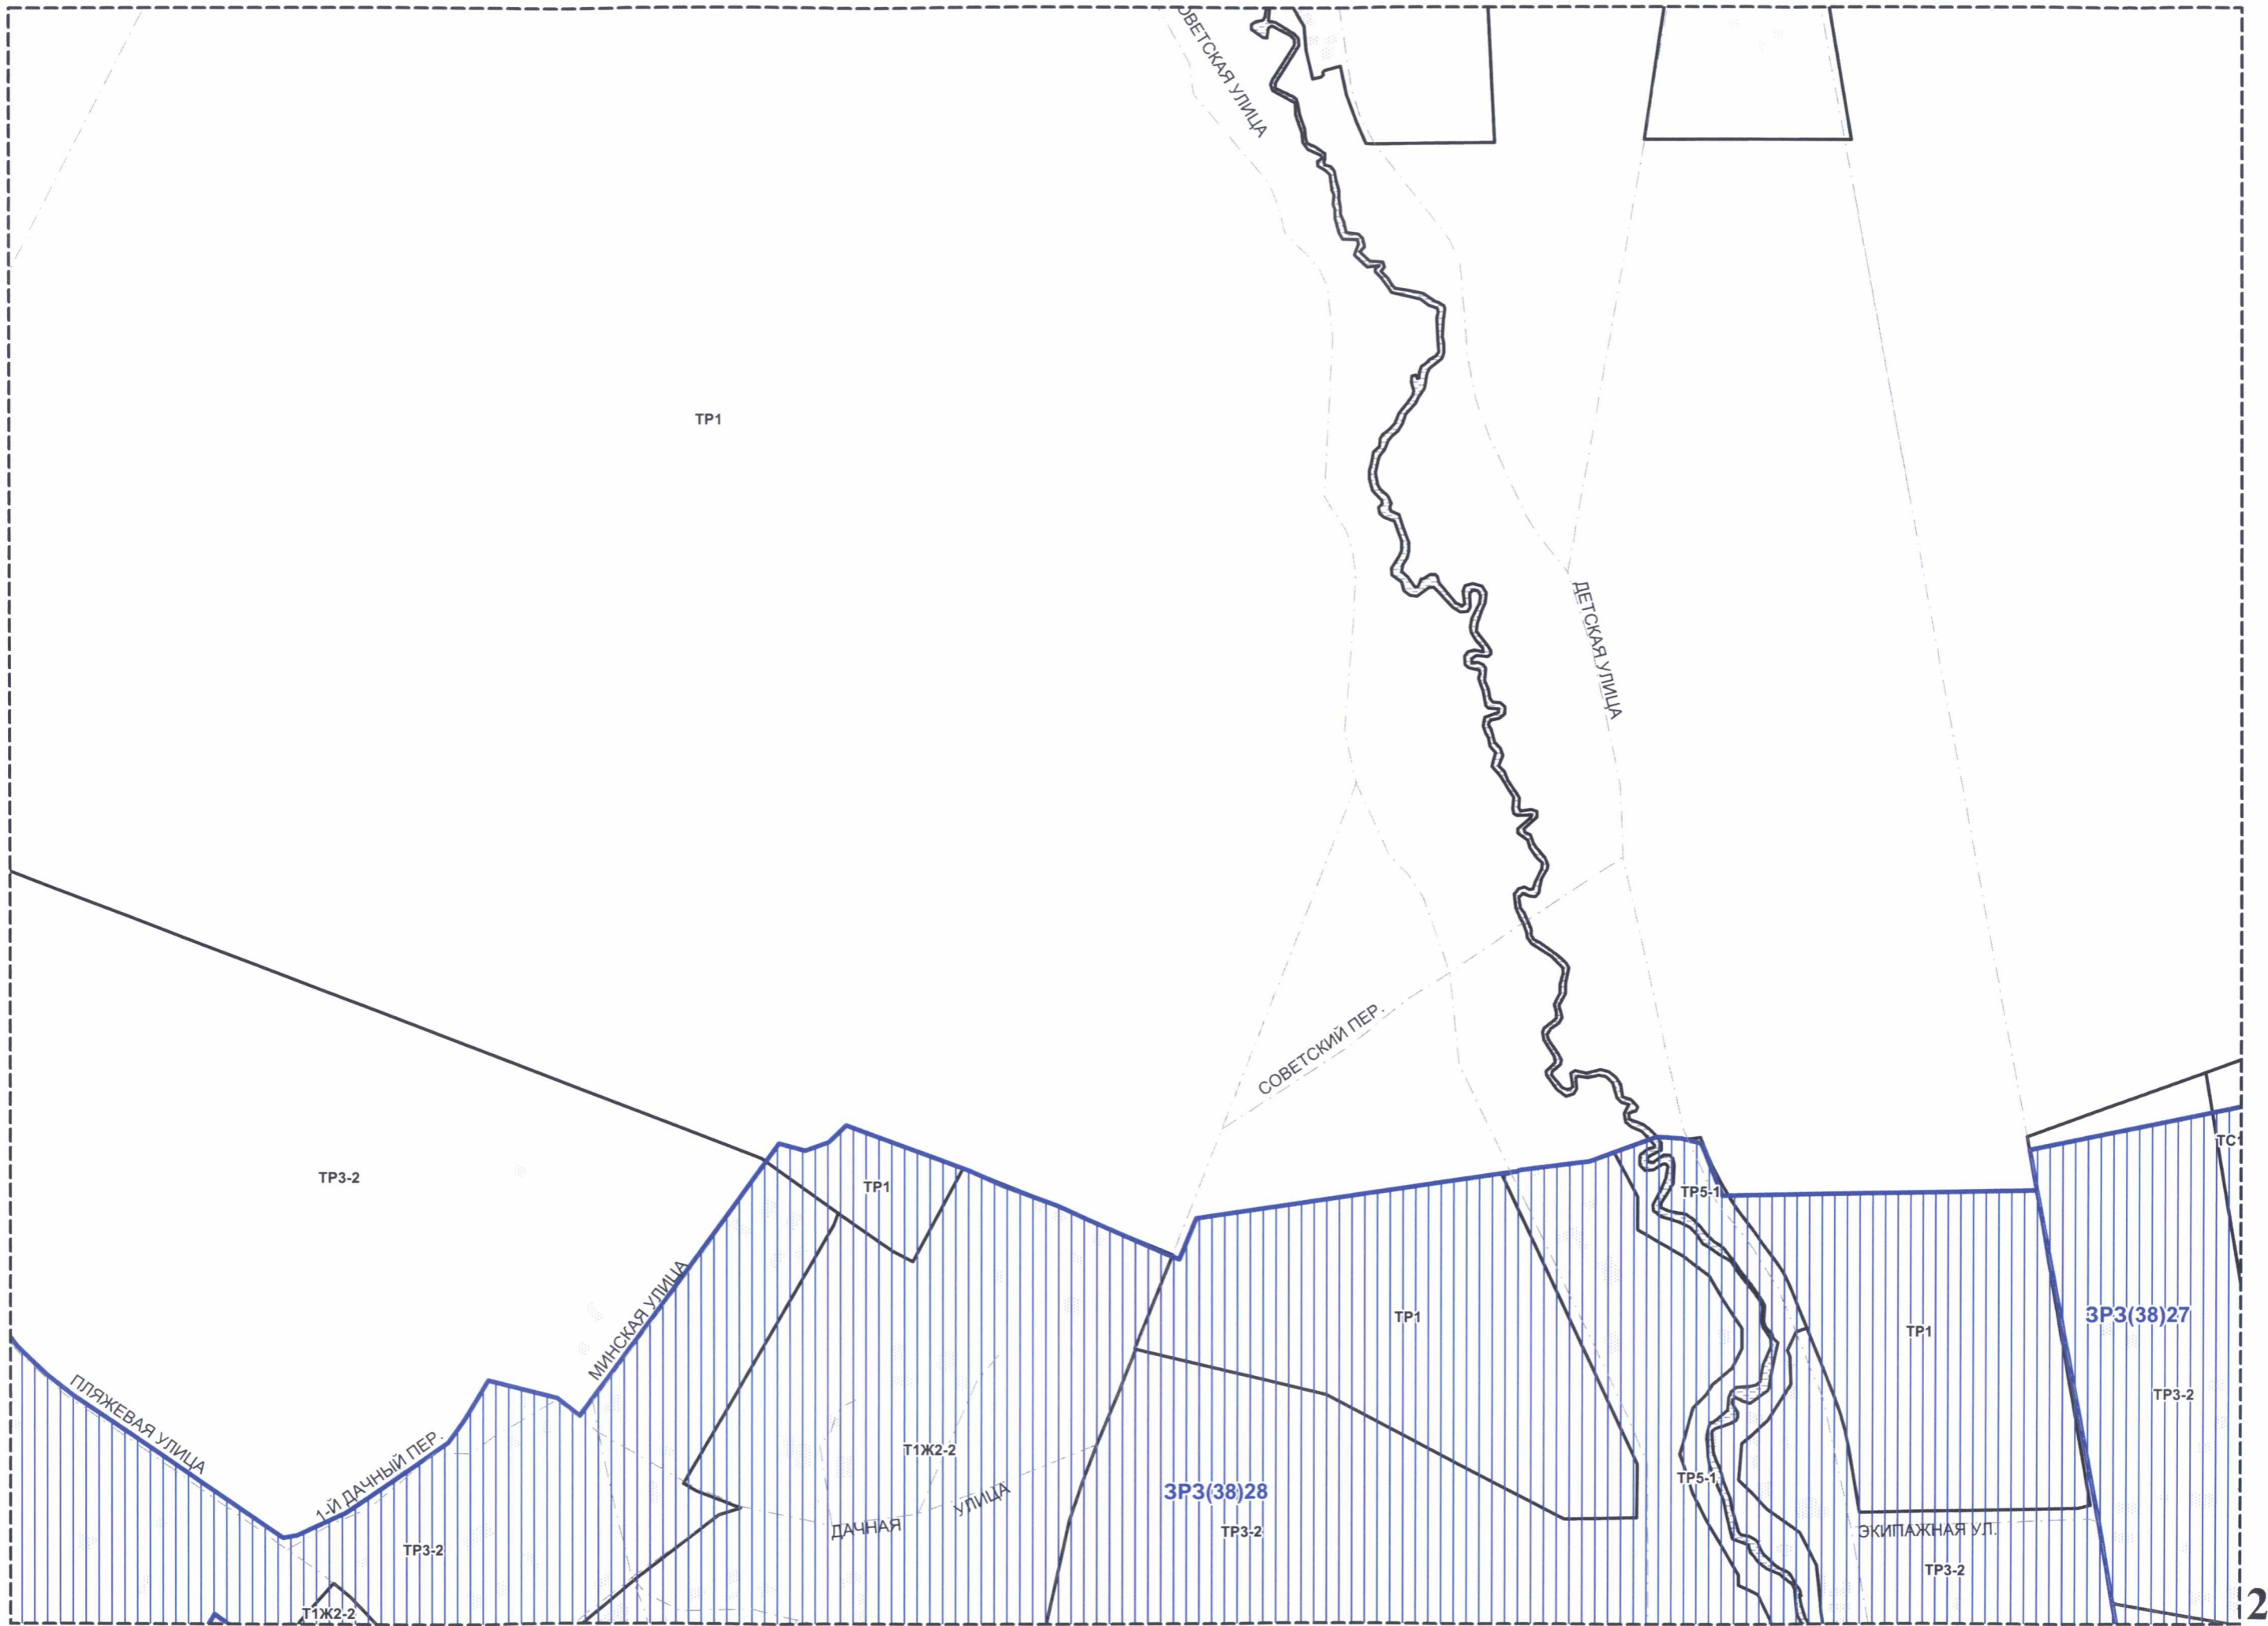 ОВЕТСКАЯ УЛИЦА
ТР1
ДЕТСКАЯ УЛИЦА
СОВЕТСКИЙ ПЕР.
ТС1
ТР3-2
ТР1
ТР5-1
МИНСКАЯ УЛИЦА
ТР1
ТР1
ЗРЗ(38)27
ТР3-2
ПЛЯЖЕВАЯ УЛИЦА
1-Й ДАЧНЫЙ ПЕР.
Т1Ж2-2
ТР5-1
ЗРЗ(38)28
ДАЧНАЯ УЛИЦА
ТР3-2
ЭКИПАЖНАЯ УЛ.
ТР3-2
ТР3-2
Т1Ж2-2
2